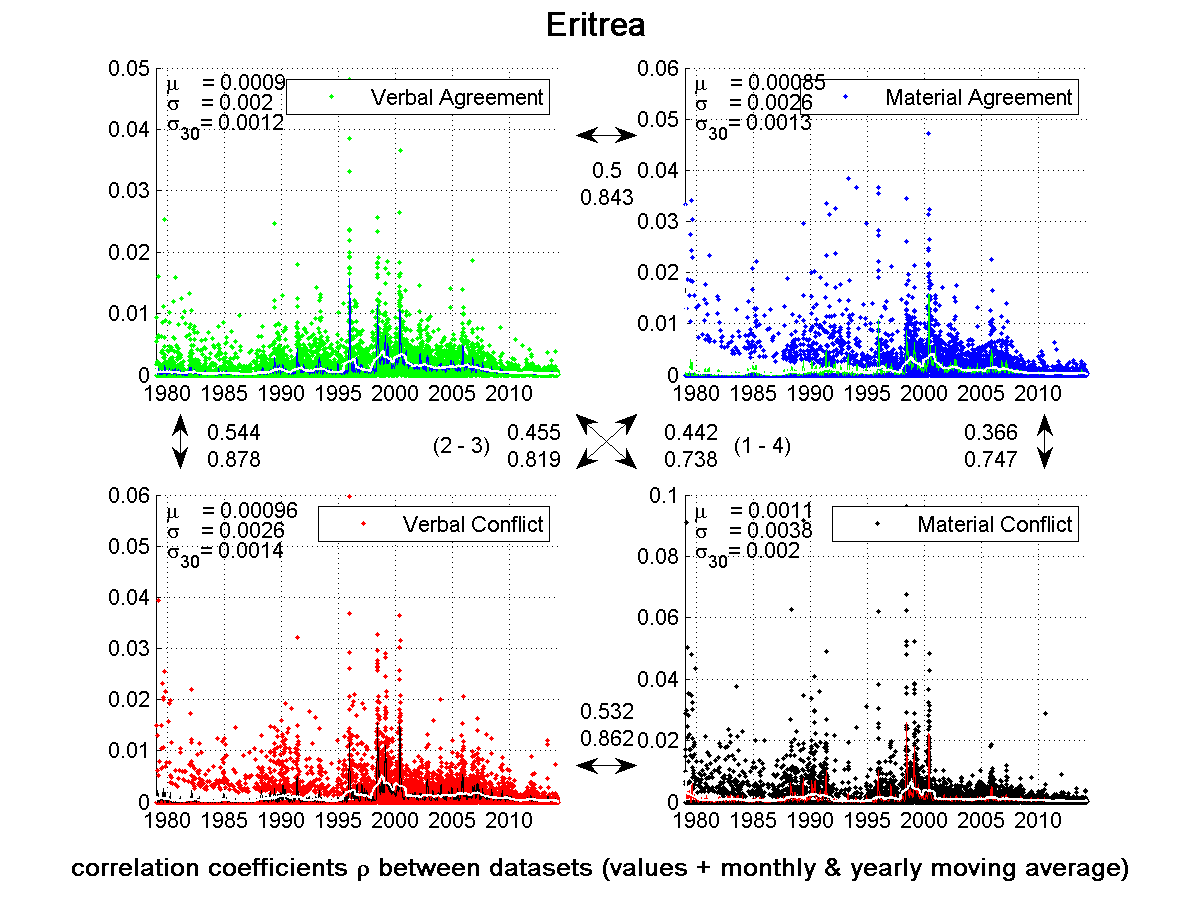 Eritrea
0.05
0.04
0.03
0.02
0.01
0
μ = 0.0009
σ = 0.002
σ30= 0.0012
Verbal Agreement
1980 1985 1990 1995 2000 2005 2010
0.5
0.843
0.06
0.05
0.04
0.03
0.02
0.01
0
μ = 0.00085
σ = 0.0026
σ30= 0.0013
Material Agreement
1980 1985 1990 1995 2000 2005 2010
0.544
0.878
(2 - 3)
0.455
0.819
0.442
0.738
(1 - 4)
0.366
0.747
0.06
0.05
0.04
0.03
0.02
0.01
0
μ = 0.00096
σ = 0.0026
σ30= 0.0014
Verbal Conflict
1980 1985 1990 1995 2000 2005 2010
0.532
0.862
0.1
0.08
0.06
0.04
0.02
0
μ = 0.0011
σ = 0.0038
σ30= 0.002
Material Conflict
1980 1985 1990 1995 2000 2005 2010
correlation coefficients ρ between datasets (values + monthly & yearly moving average)